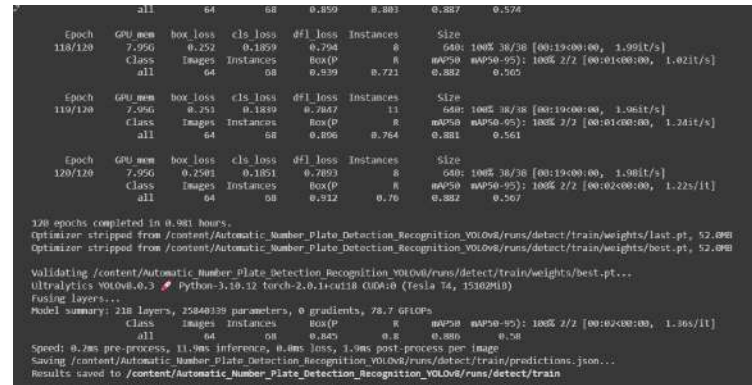 all 64 68 0.859 0.803 0.887 0.574
Epoch GPU_mem box_loss cls_loss dfl_loss Instances Size
118/120 7.95G 0.252 0.1859 0.794 8 640: 100% 38/38 [00:19<00:00, 1.99it/s]
Class Images Instances Box(P R mAP50 mAP50-95): 100% 2/2 [00:01<00:00, 1.02it/s]
all 64 68 0.939 0.721 0.882 0.565
Epoch GPU_mem box_loss cls_loss dfl_loss Instances Size
119/120 7.95G 0.251 0.1839 0.7847 11 640: 100% 38/38 [00:19<00:00, 1.96it/s]
Class Images Instances Box(P R mAP50 mAP50-95): 100% 2/2 [00:01<00:00, 1.24it/s]
all 64 68 0.896 0.764 0.881 0.561
Epoch GPU_mem box_loss cls_loss dfl_loss Instances Size
120/120 7.95G 0.2501 0.1851 0.7893 8 640: 100% 38/38 [00:19<00:00, 1.98it/s]
Class Images Instances Box(P R mAP50 mAP50-95): 100% 2/2 [00:02<00:00, 1.22s/it]
all 64 68 0.912 0.76 0.882 0.567
120 epochs completed in 0.981 hours.
Optimizer stripped from /content/Automatic_Number_Plate_Detection_Recognition_YOLOv8/runs/detect/train/weights/last.pt, 52.0MB
Optimizer stripped from /content/Automatic_Number_Plate_Detection_Recognition_YOLOv8/runs/detect/train/weights/best.pt, 52.0MB
Validating /content/Automatic_Number_Plate_Detection_Recognition_YOLOv8/runs/detect/train/weights/best.pt...
Ultralytics YOLOv8.0.3 🚀 Python-3.10.12 torch-2.0.1+cu118 CUDA:0 (Tesla T4, 15102MiB)
Fusing layers...
Model summary: 218 layers, 25840339 parameters, 0 gradients, 78.7 GFLOPs
Class Images Instances Box(P R mAP50 mAP50-95): 100% 2/2 [00:02<00:00, 1.36s/it]
all 64 68 0.845 0.8 0.886 0.58
Speed: 0.2ms pre-process, 11.9ms inference, 0.0ms loss, 1.9ms post-process per image
Saving /content/Automatic_Number_Plate_Detection_Recognition_YOLOv8/runs/detect/train/predictions.json...
Results saved to /content/Automatic_Number_Plate_Detection_Recognition_YOLOv8/runs/detect/train